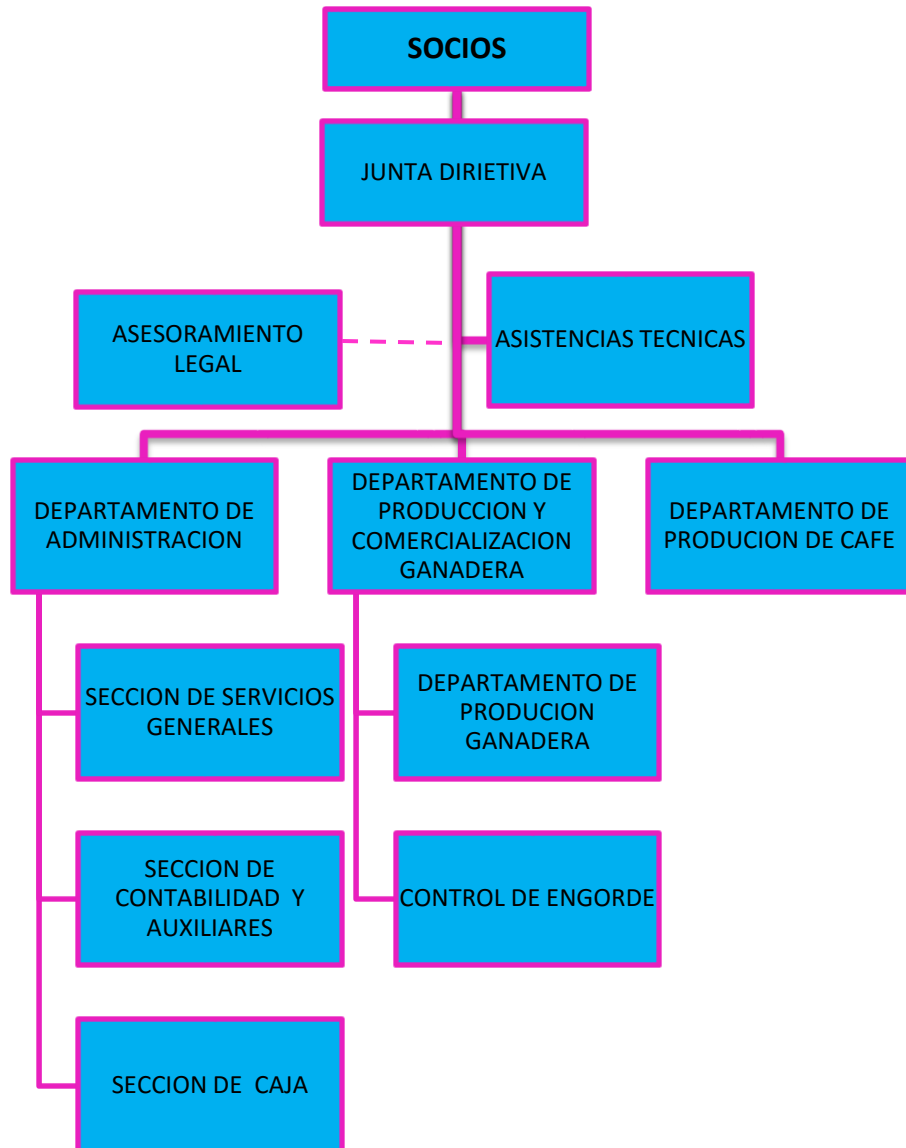 SOCIOS
JUNTA DIRIETIVA
ASESORAMIENTO
LEGAL
ASISTENCIAS TECNICAS
DEPARTAMENTO DE
ADMINISTRACION
DEPARTAMENTO DE
PRODUCCION Y
COMERCIALIZACION
GANADERA
DEPARTAMENTO DE
PRODUCION DE CAFE
SECCION DE SERVICIOS
GENERALES
DEPARTAMENTO DE
PRODUCION
GANADERA
SECCION DE
CONTABILIDAD Y
AUXILIARES
CONTROL DE ENGORDE
SECCION DE CAJA